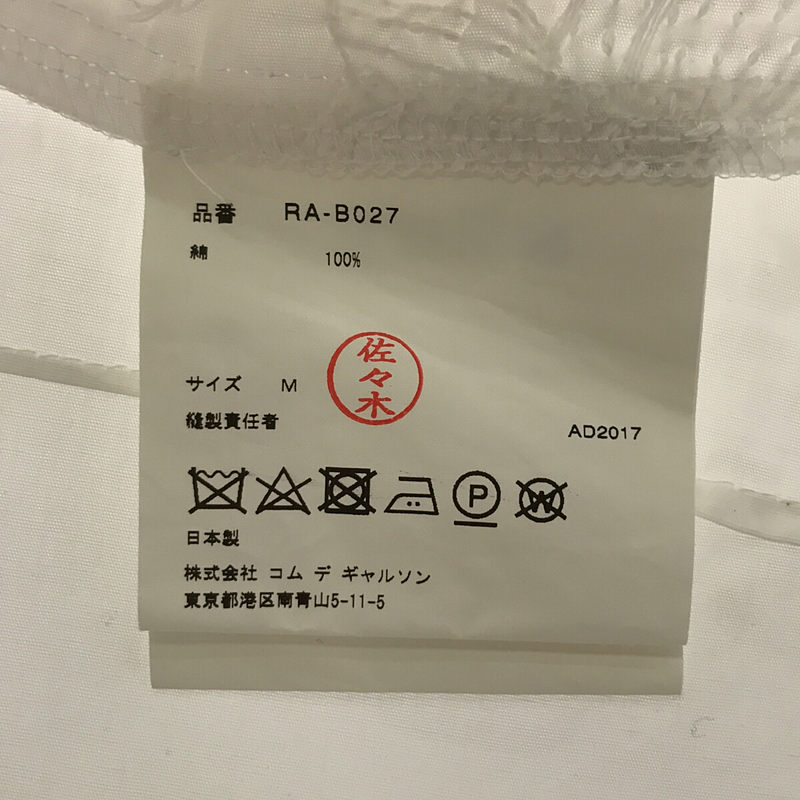 品番 RA-B027
綿 100%
佐々木
サイズ M
縫製責任者
AD2017
P
W
日本製
株式会社 コム デ ギャルソン
東京都港区南青山5-11-5